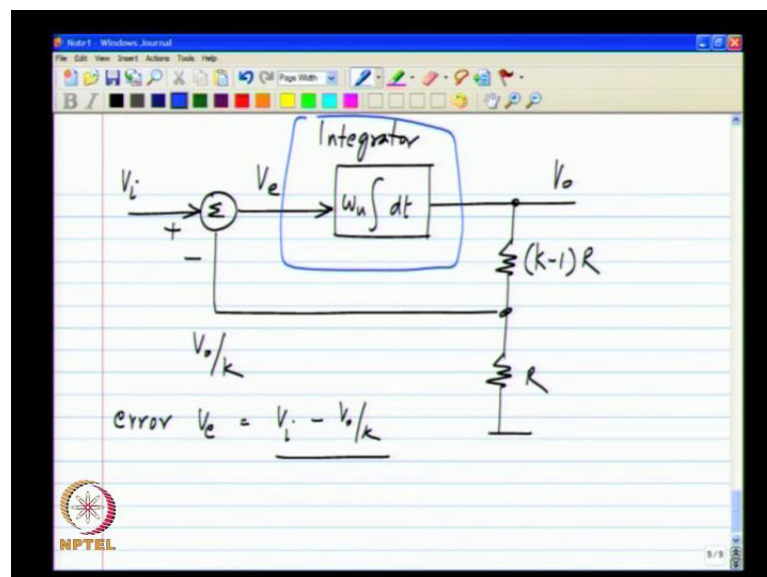 Note1 - Windows Journal
File Edit View Insert Actions Tools Help
Page Width
B I
Integrator
Vi
Ve
Vo
Σ
ωu ∫ dt
+
−
(k-1) R
Vo/k
R
error Ve = Vi − Vo/k
NPTEL
9/9